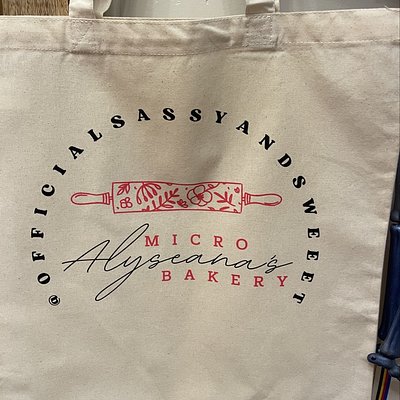 @OFFICIALSASSYANDSWEET
MICRO
Alyseana's
BAKERY